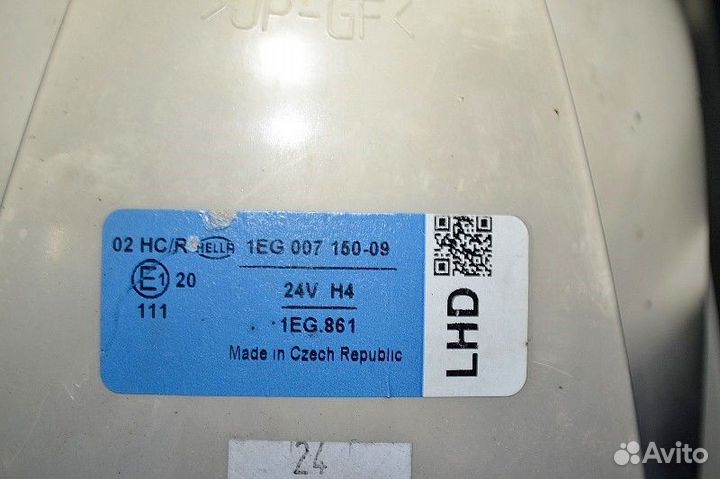 >UP-GF<
02 HC/R HELLA 1EG 007 150-09
E1 20
24V H4
111
1EG.861
Made in Czech Republic
LHD
24
Avito